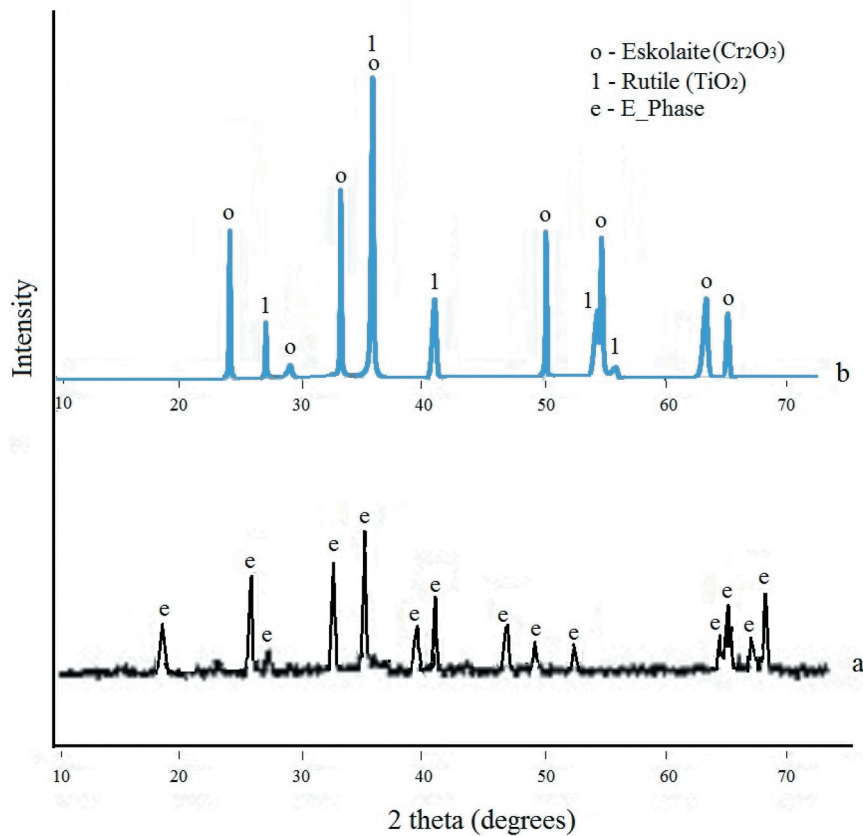 o - Eskolaite (Cr2O3)
1 - Rutile (TiO2)
e - E_Phase
1
o
o
o
1
o
1
o
o
1
1
o
o
Intensity
b
10 20 30 40 50 60 70
e
e
e
e
e
e
e
e
e
e
e
e
e
e
a
10 20 30 40 50 60 70
2 theta (degrees)